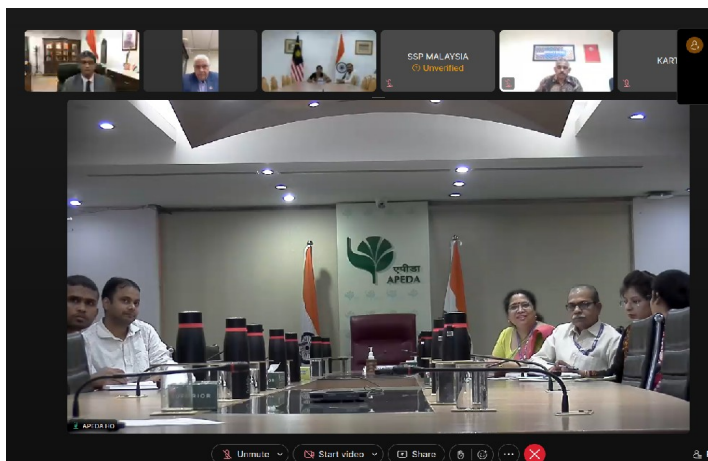 SSP MALAYSIA
Unverified
KART
एपीडा
APEDA
APEDA HO
Unmute
Start video
Share